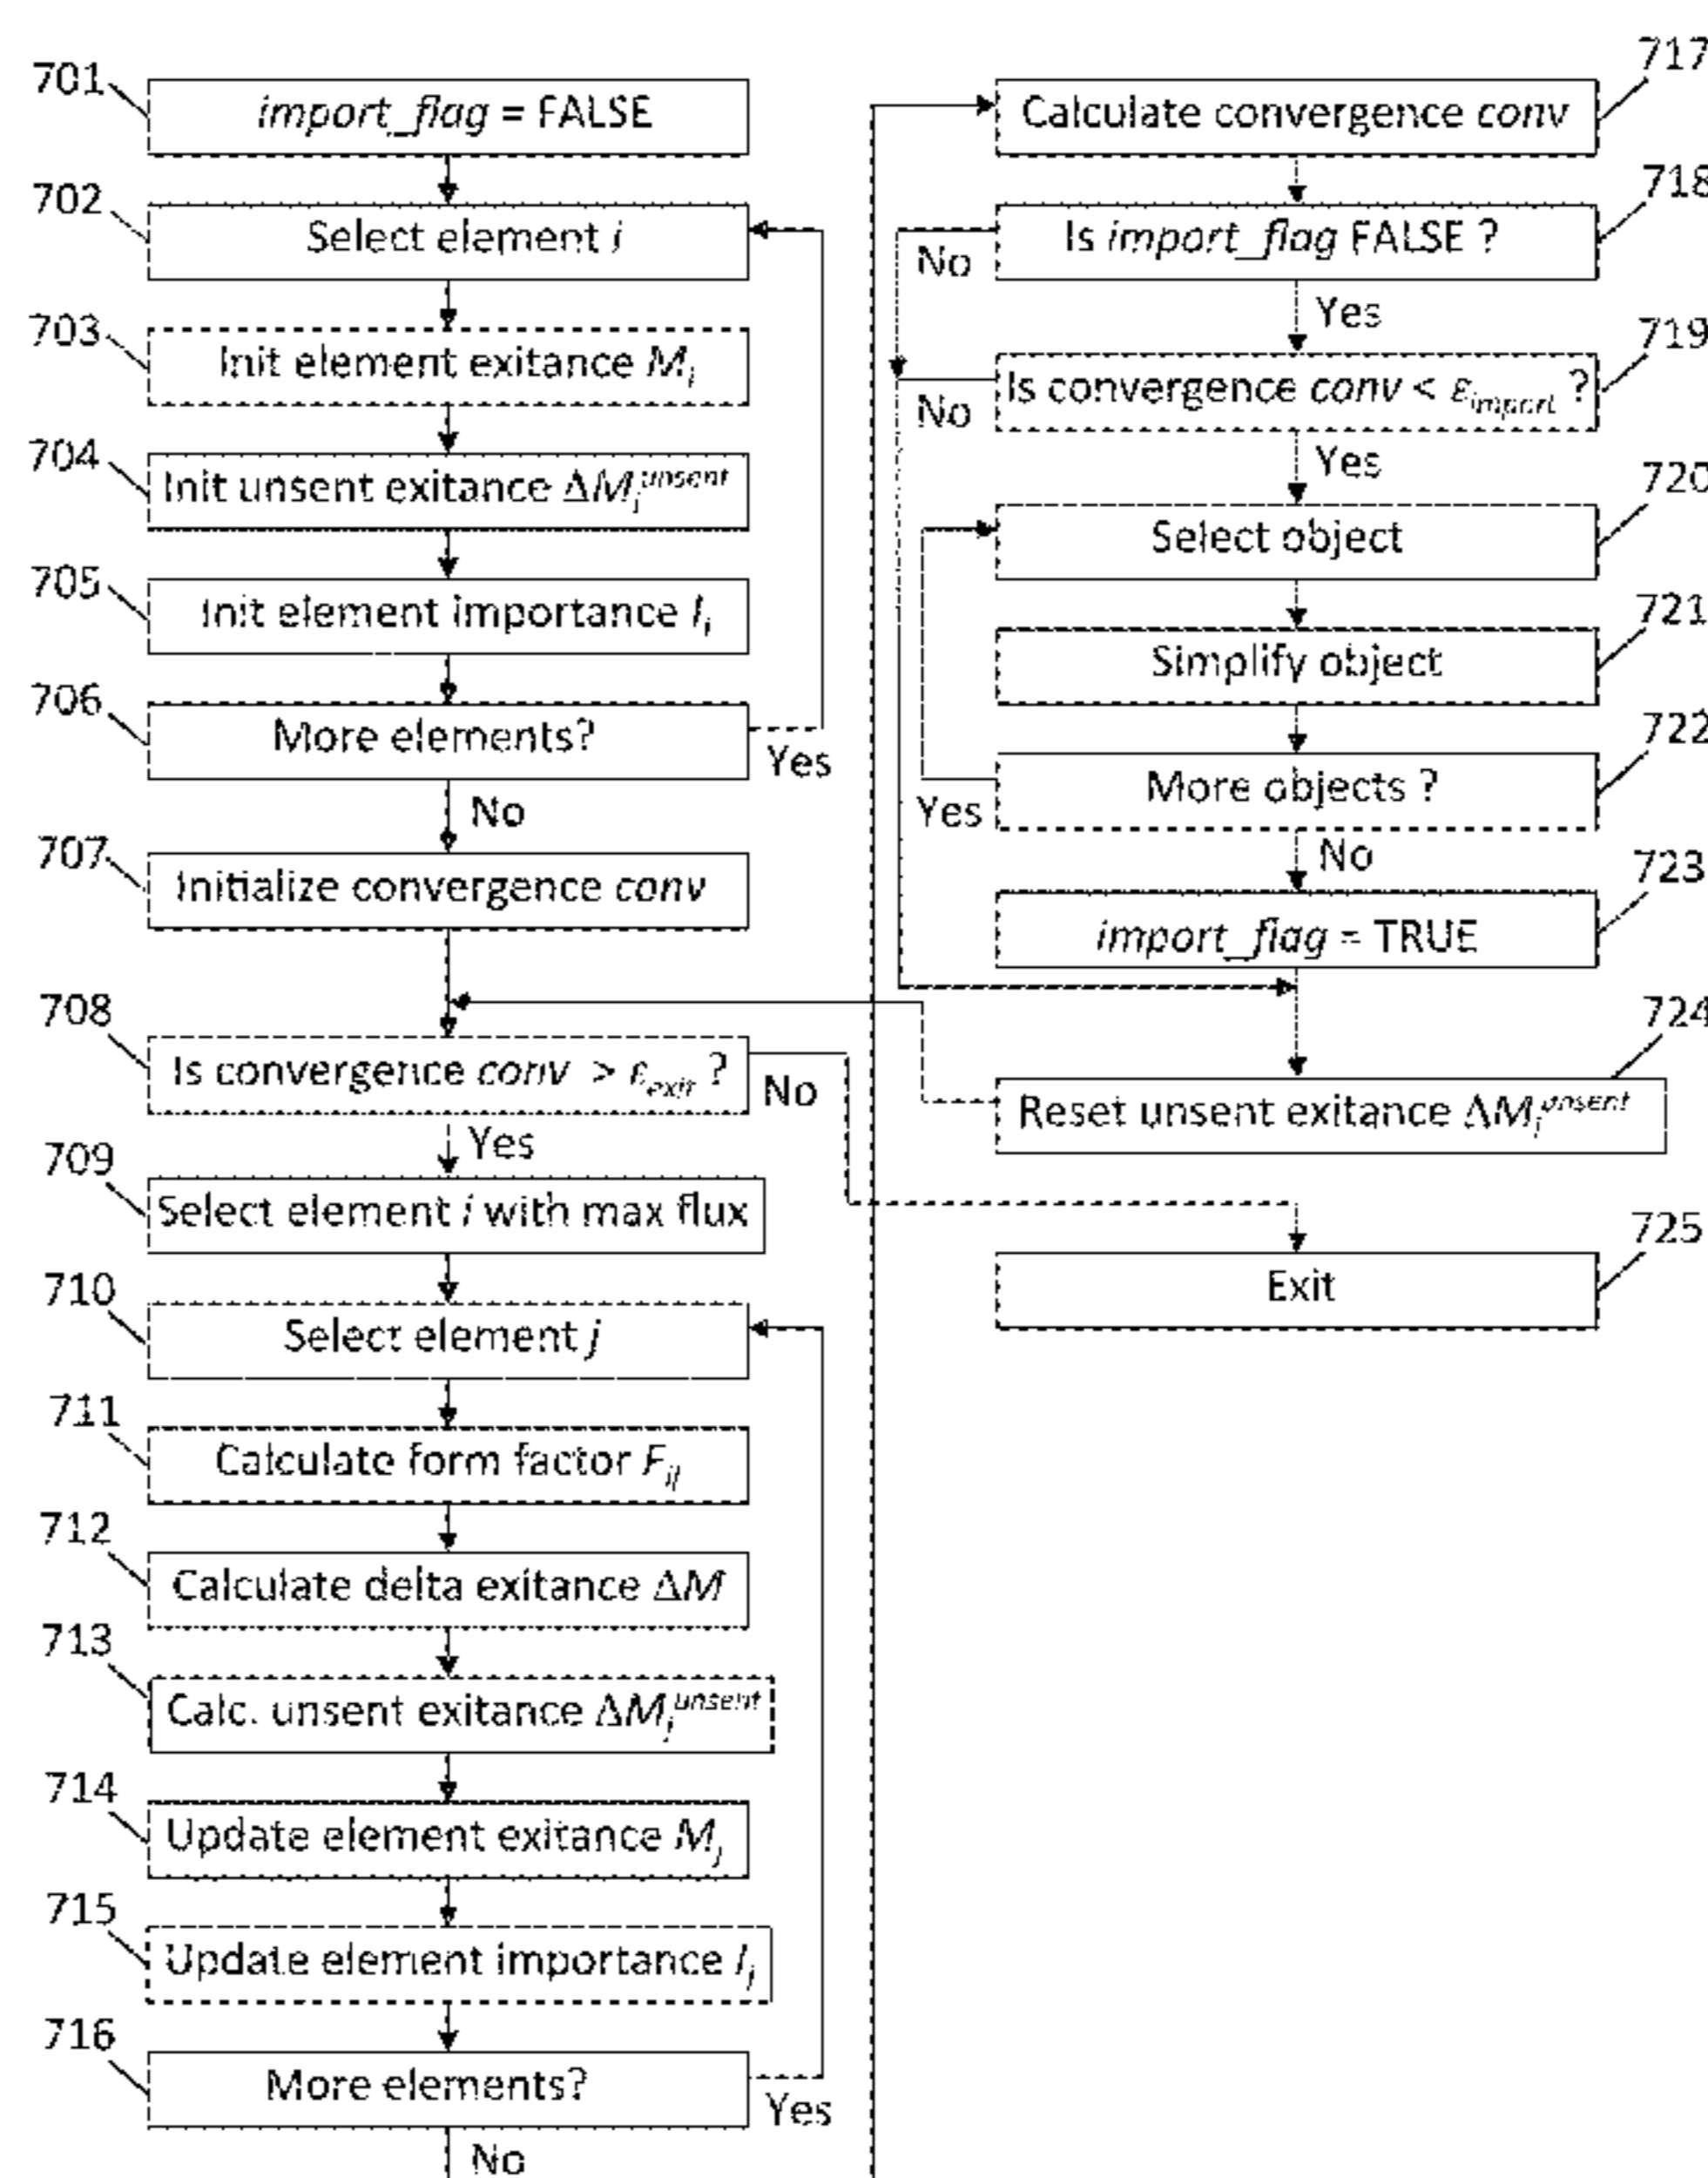 701
import_flag = FALSE
702
Select element i
703
Init element exitance Mᵢ
704
Init unsent exitance ΔMᵢᵘⁿˢᵉⁿᵗ
705
Init element importance Iᵢ
706
More elements?
Yes
No
707
Initialize convergence conv
708
Is convergence conv > ε_exit ?
No
Yes
709
Select element i with max flux
710
Select element j
711
Calculate form factor Fᵢⱼ
712
Calculate delta exitance ΔM
713
Calc. unsent exitance ΔMⱼᵘⁿˢᵉⁿᵗ
714
Update element exitance Mⱼ
715
Update element importance Iⱼ
716
More elements?
Yes
No
717
Calculate convergence conv
718
Is import_flag FALSE ?
No
Yes
719
Is convergence conv < ε_import ?
No
Yes
720
Select object
721
Simplify object
722
More objects ?
Yes
No
723
import_flag = TRUE
724
Reset unsent exitance ΔMᵢᵘⁿˢᵉⁿᵗ
725
Exit